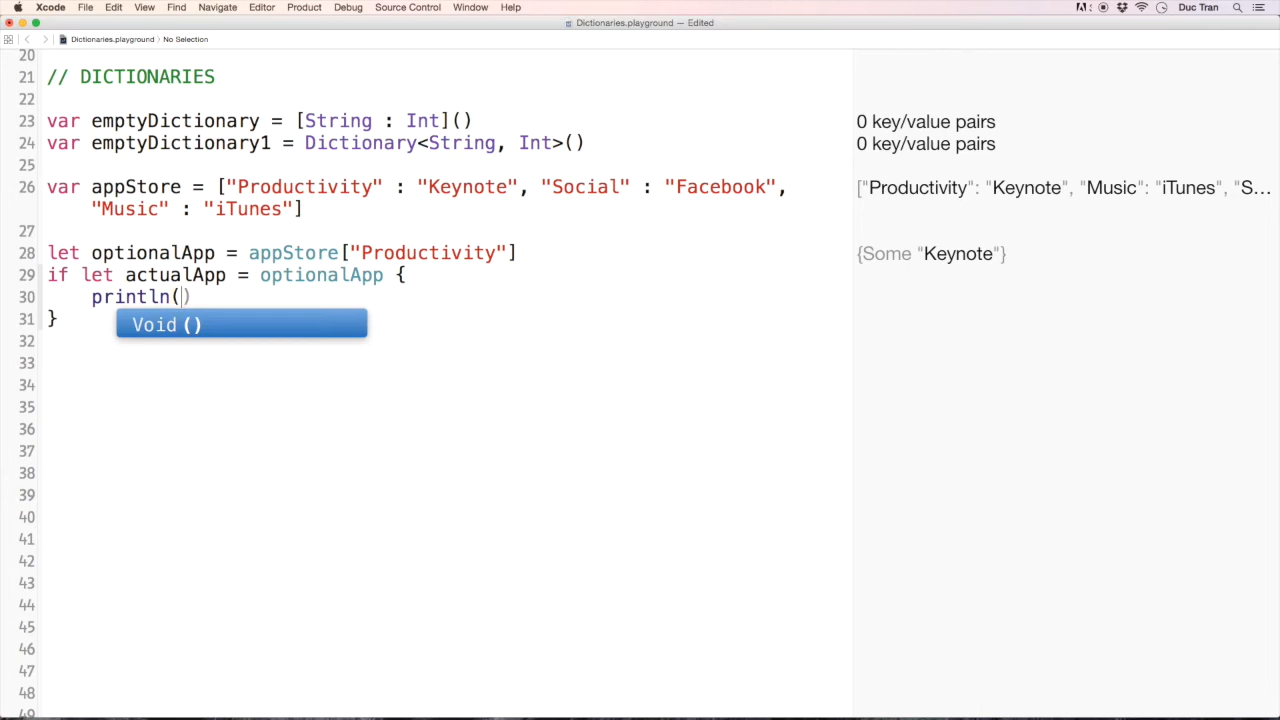 Xcode File Edit View Find Navigate Editor Product Debug Source Control Window Help Duc Tran
Dictionaries.playground — Edited
Dictionaries.playground › No Selection
20
21 // DICTIONARIES
22
23 var emptyDictionary = [String : Int]() 0 key/value pairs
24 var emptyDictionary1 = Dictionary<String, Int>() 0 key/value pairs
25
26 var appStore = ["Productivity" : "Keynote", "Social" : "Facebook", ["Productivity": "Keynote", "Music": "iTunes", "S...
"Music" : "iTunes"]
27
28 let optionalApp = appStore["Productivity"] {Some "Keynote"}
29 if let actualApp = optionalApp {
30 println()
31 }
Void ()
32
33
34
35
36
37
38
39
40
41
42
43
44
45
46
47
48
49